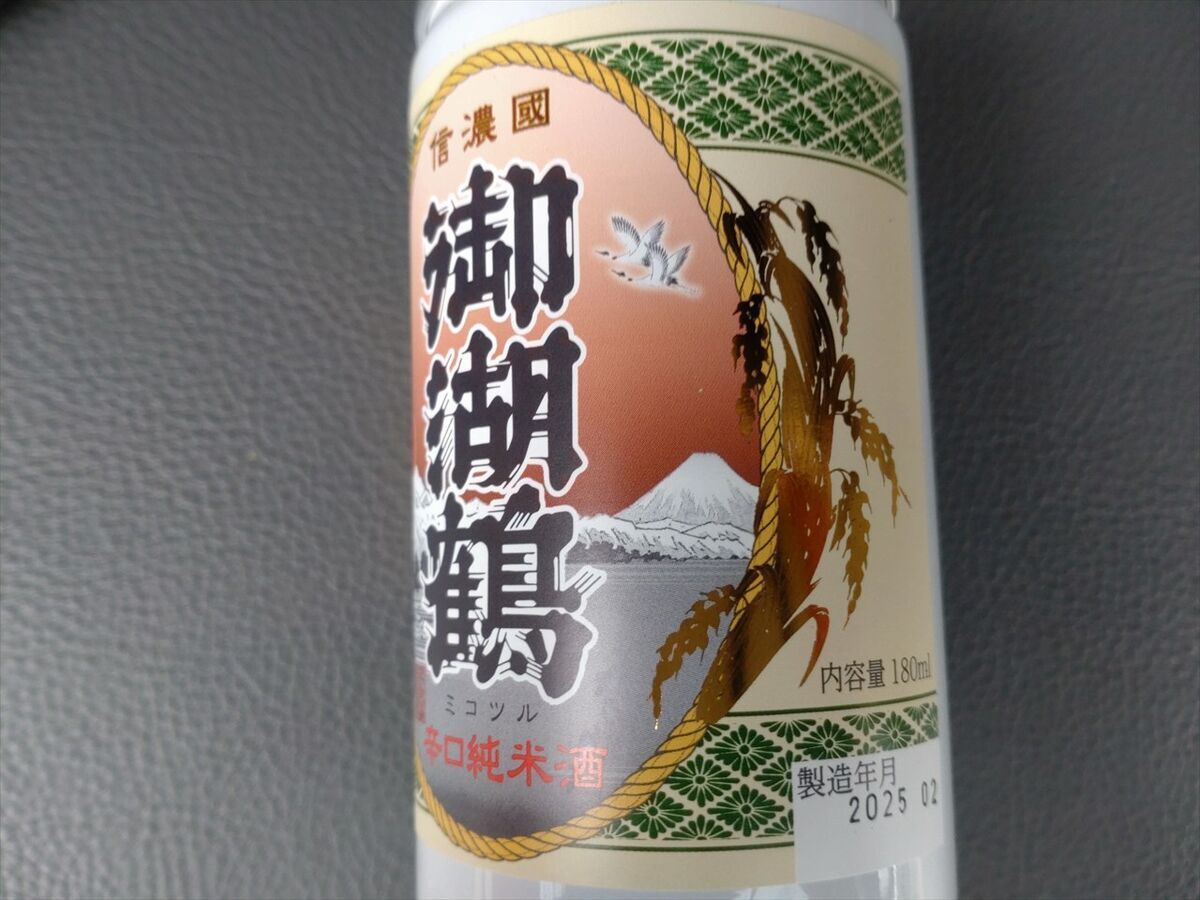 信濃國
御湖鶴
ミコツル
辛口純米酒
内容量 180ml
製造年月
2025 02